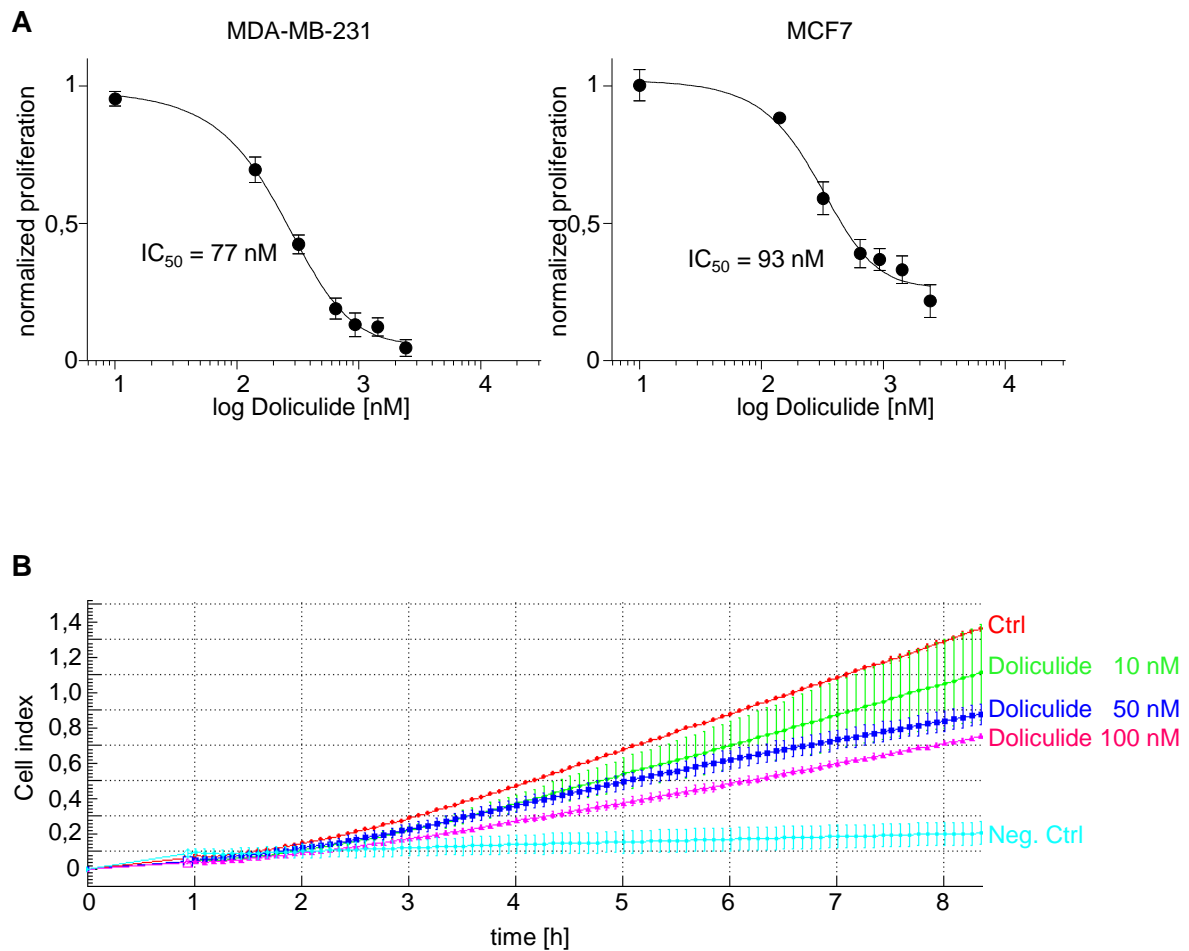 A
MDA-MB-231
MCF7
normalized proliferation
1
0,5
0
IC50 = 77 nM
1 2 3 4
log Doliculide [nM]
normalized proliferation
1
0,5
0
IC50 = 93 nM
1 2 3 4
log Doliculide [nM]
B
Cell index
1,4
1,2
1,0
0,8
0,6
0,4
0,2
0
Ctrl
Doliculide 10 nM
Doliculide 50 nM
Doliculide 100 nM
Neg. Ctrl
0 1 2 3 4 5 6 7 8
time [h]